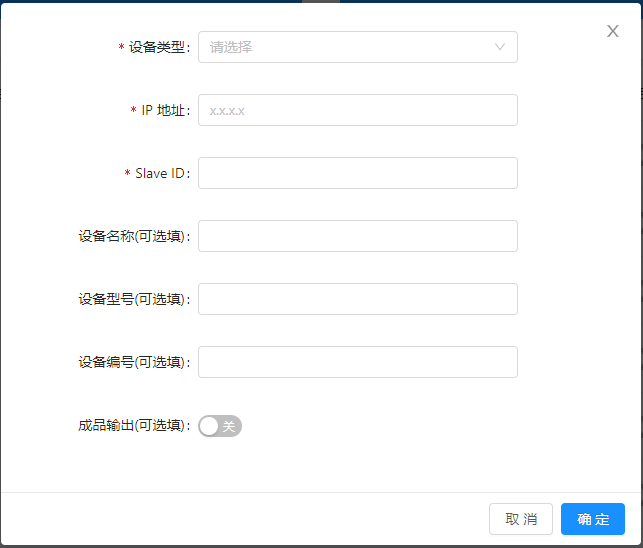 * 设备类型: 请选择
* IP 地址: x.x.x.x
* Slave ID:
设备名称(可选填):
设备型号(可选填):
设备编号(可选填):
成品输出(可选填): 关
取 消 确 定